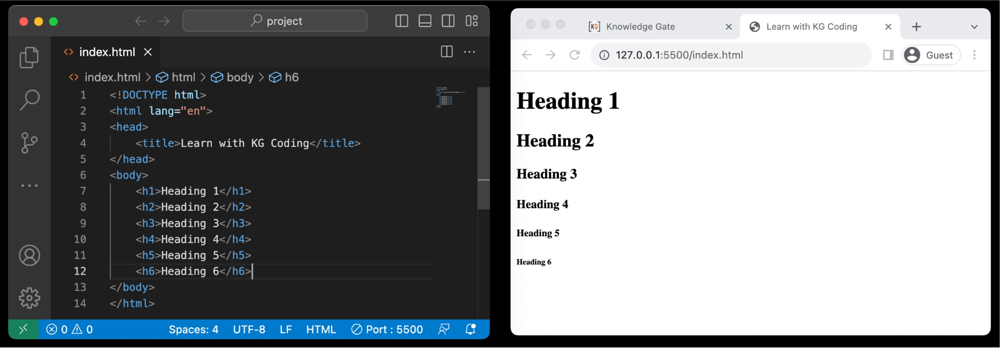 project
index.html
index.html > html > body > h6
1 <!DOCTYPE html>
2 <html lang="en">
3 <head>
4     <title>Learn with KG Coding</title>
5 </head>
6 <body>
7     <h1>Heading 1</h1>
8     <h2>Heading 2</h2>
9     <h3>Heading 3</h3>
10     <h4>Heading 4</h4>
11     <h5>Heading 5</h5>
12     <h6>Heading 6</h6>
13 </body>
14 </html>
0 0 Spaces: 4 UTF-8 LF HTML Port : 5500
KG Knowledge Gate Learn with KG Coding
127.0.0.1:5500/index.html Guest
Heading 1
Heading 2
Heading 3
Heading 4
Heading 5
Heading 6